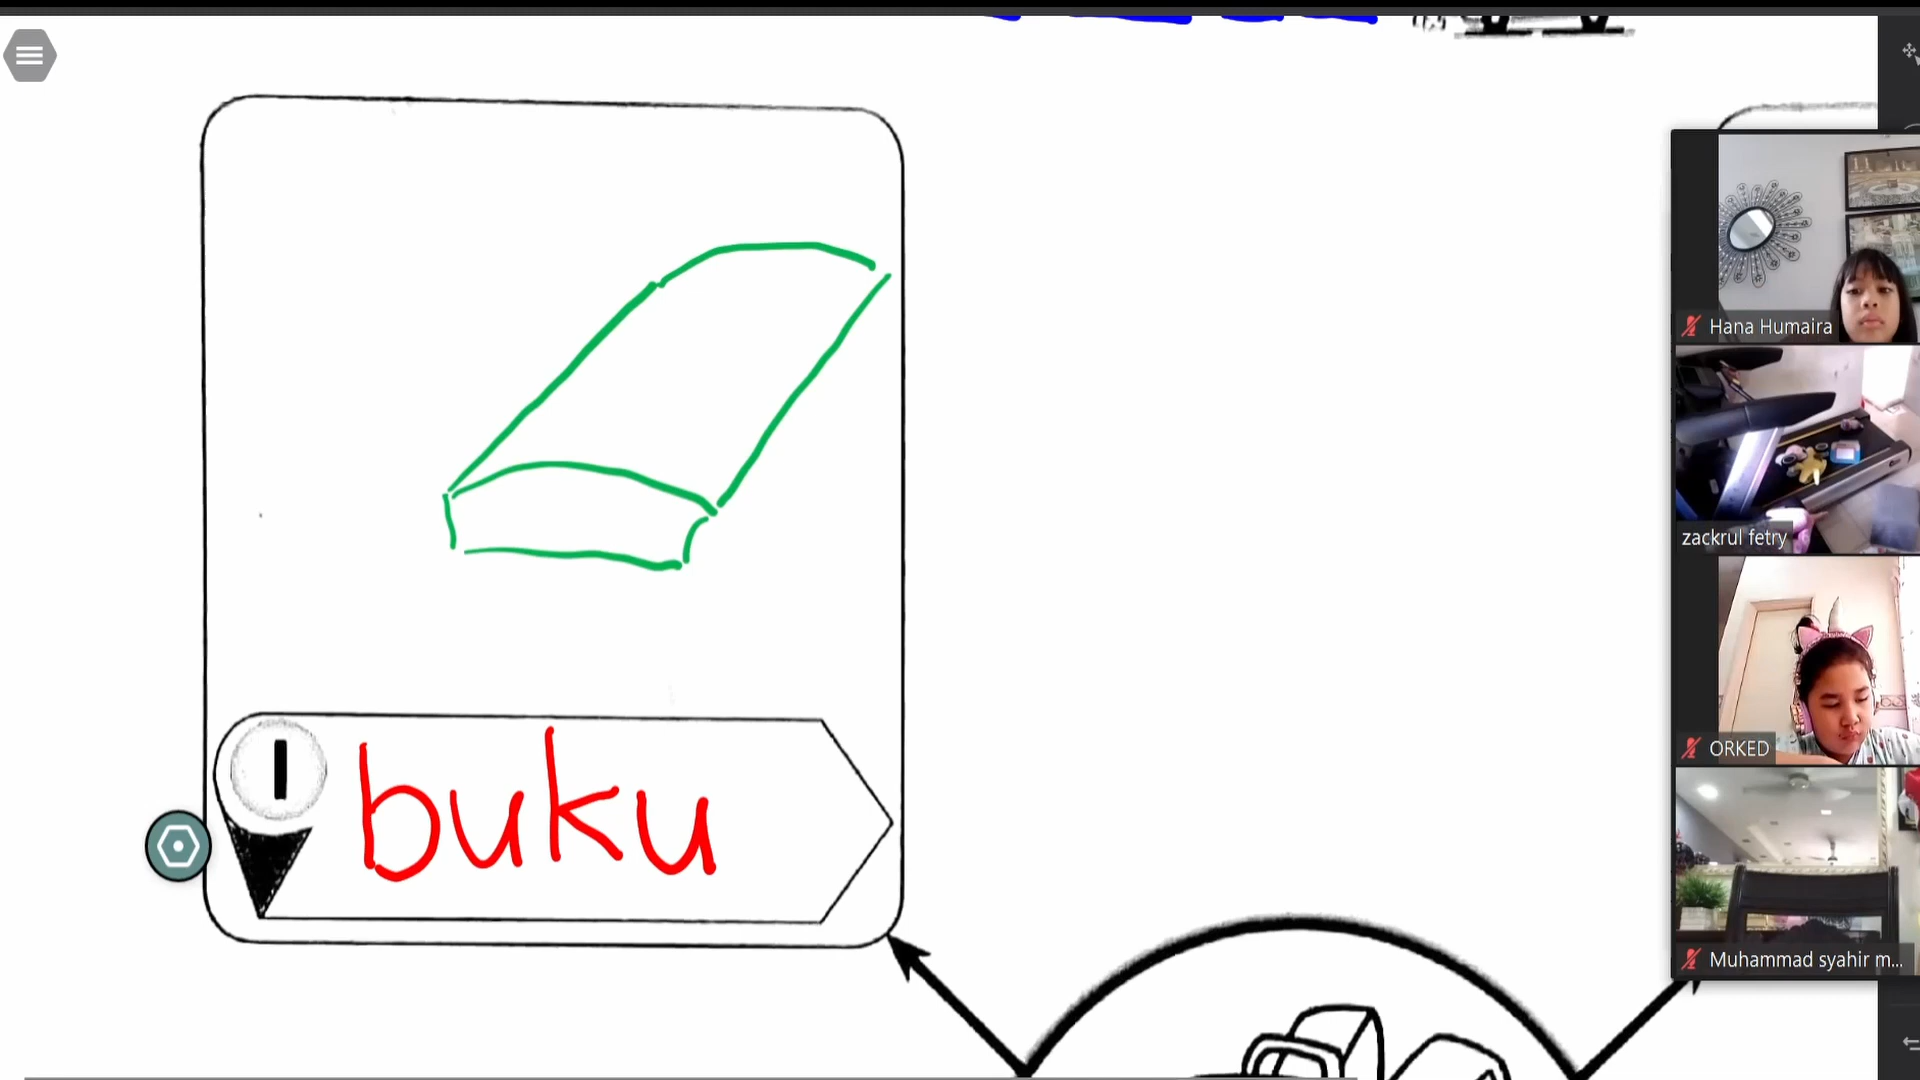 1 buku
Hana Humaira
zackrul fetry
ORKED
Muhammad syahir m...